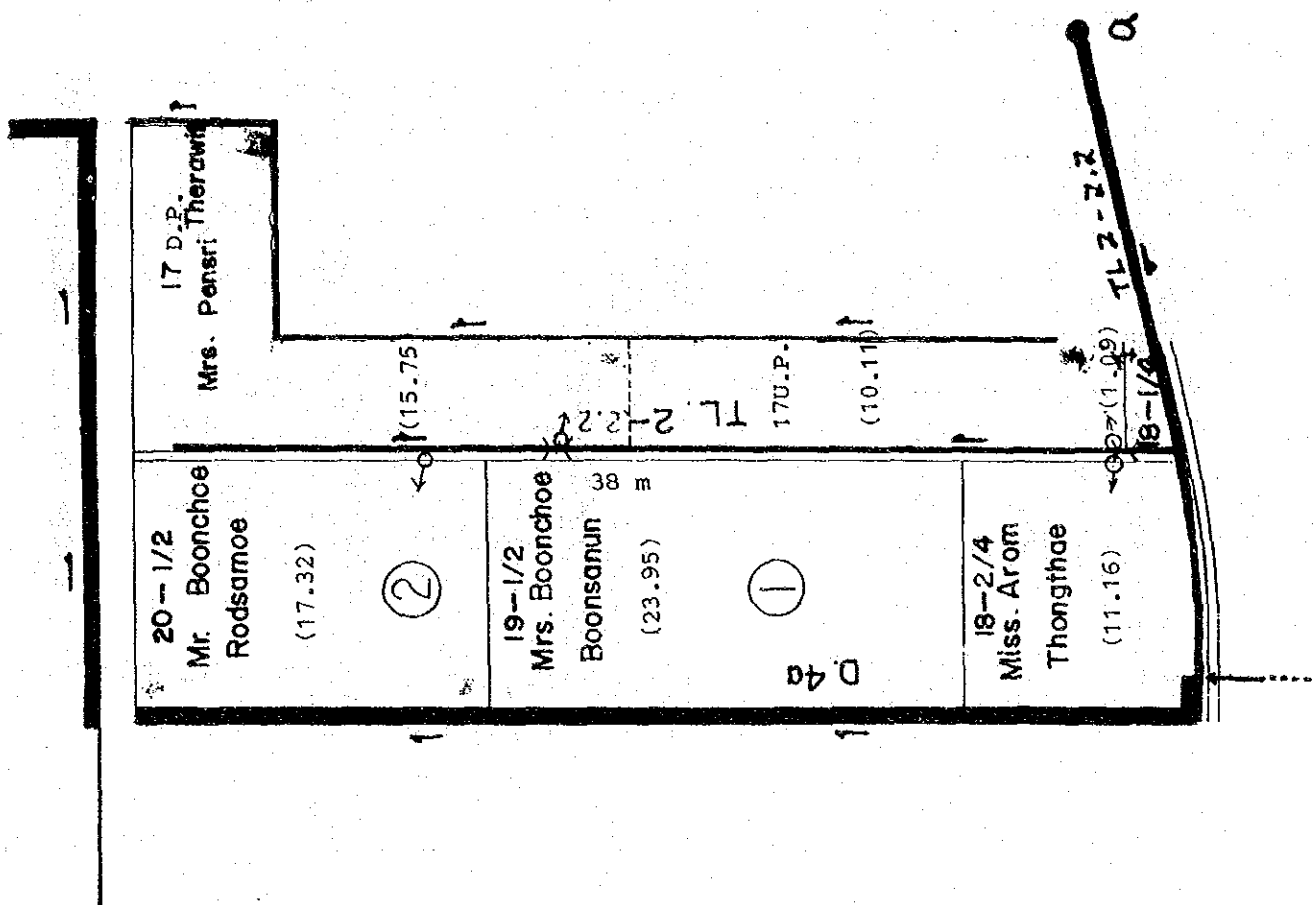 a
TL 2-2.2
17 D.P.
Mrs. Pensri Therawit
(15.75
TL. 2-2.2
17U.P.
(10.11)
(1.09)
18-1/4
38 m
20-1/2
Mr. Boonchoe
Rodsamoe
(17.32)
2
19-1/2
Mrs. Boonchoe
Boonsanun
(23.95)
1
D.4a
18-2/4
Miss. Arom
Thongthae
(11.16)